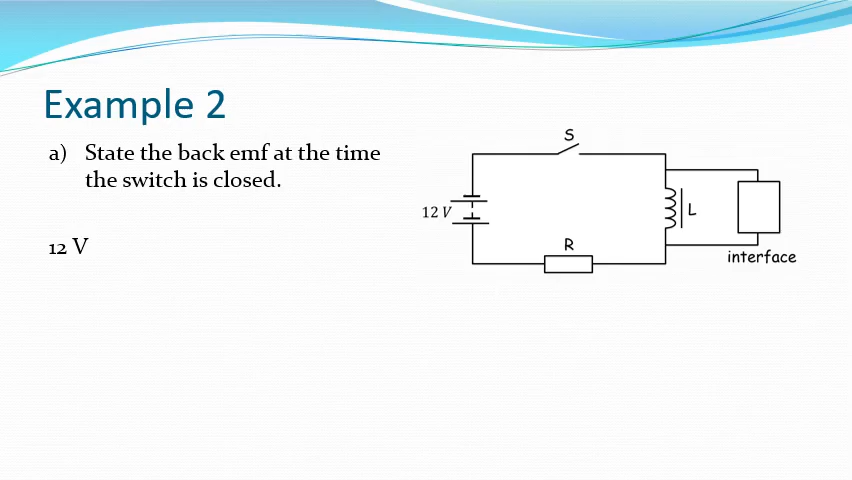 Example 2
a) State the back emf at the time
the switch is closed.
12 V
S
12 V
L
R
interface